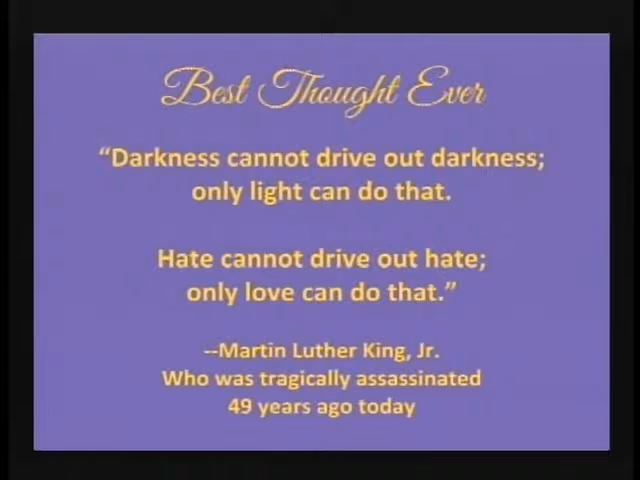 Best Thought Ever
“Darkness cannot drive out darkness;
only light can do that.
Hate cannot drive out hate;
only love can do that.”
--Martin Luther King, Jr.
Who was tragically assassinated
49 years ago today